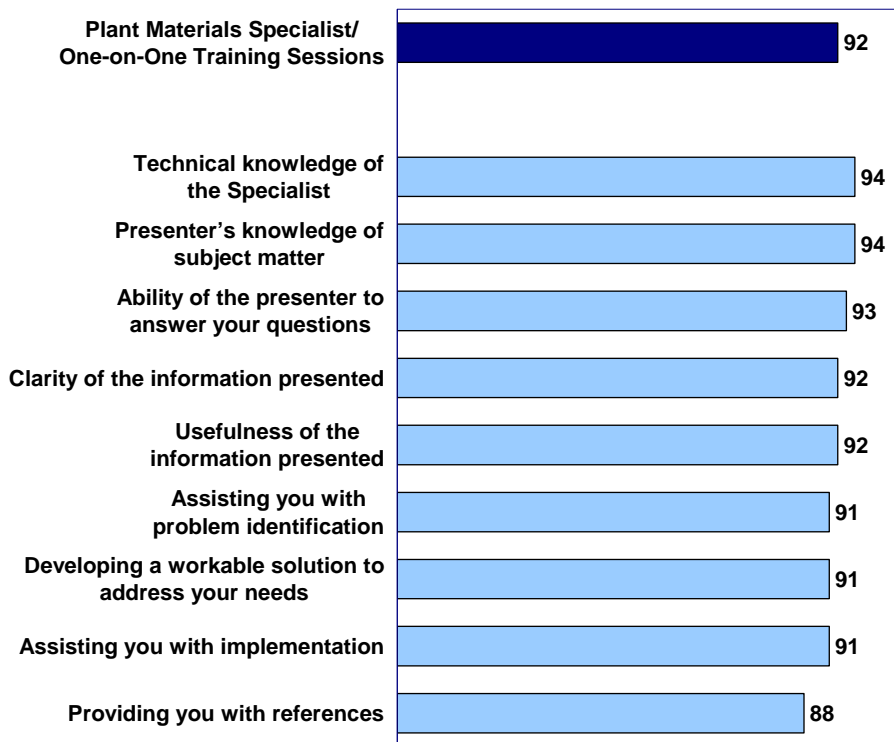 Plant Materials Specialist/
One-on-One Training Sessions
92
Technical knowledge of
the Specialist
94
Presenter’s knowledge of
subject matter
94
Ability of the presenter to
answer your questions
93
Clarity of the information presented
92
Usefulness of the
information presented
92
Assisting you with
problem identification
91
Developing a workable solution to
address your needs
91
Assisting you with implementation
91
Providing you with references
88